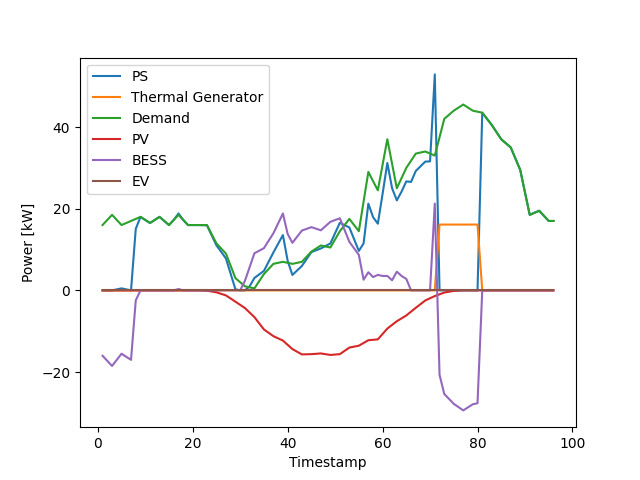 PS
Thermal Generator
Demand
PV
BESS
EV
Power [kW]
40
20
0
−20
0
20
40
60
80
100
Timestamp